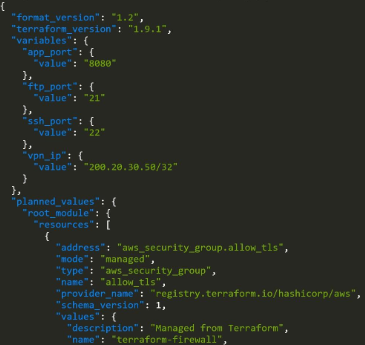 {
  "format_version": "1.2",
  "terraform_version": "1.9.1",
  "variables": {
    "app_port": {
      "value": "8080"
    },
    "ftp_port": {
      "value": "21"
    },
    "ssh_port": {
      "value": "22"
    },
    "vpn_ip": {
      "value": "200.20.30.50/32"
    }
  },
  "planned_values": {
    "root_module": {
      "resources": [
        {
          "address": "aws_security_group.allow_tls",
          "mode": "managed",
          "type": "aws_security_group",
          "name": "allow_tls",
          "provider_name": "registry.terraform.io/hashicorp/aws",
          "schema_version": 1,
          "values": {
            "description": "Managed from Terraform",
            "name": "terraform-firewall",